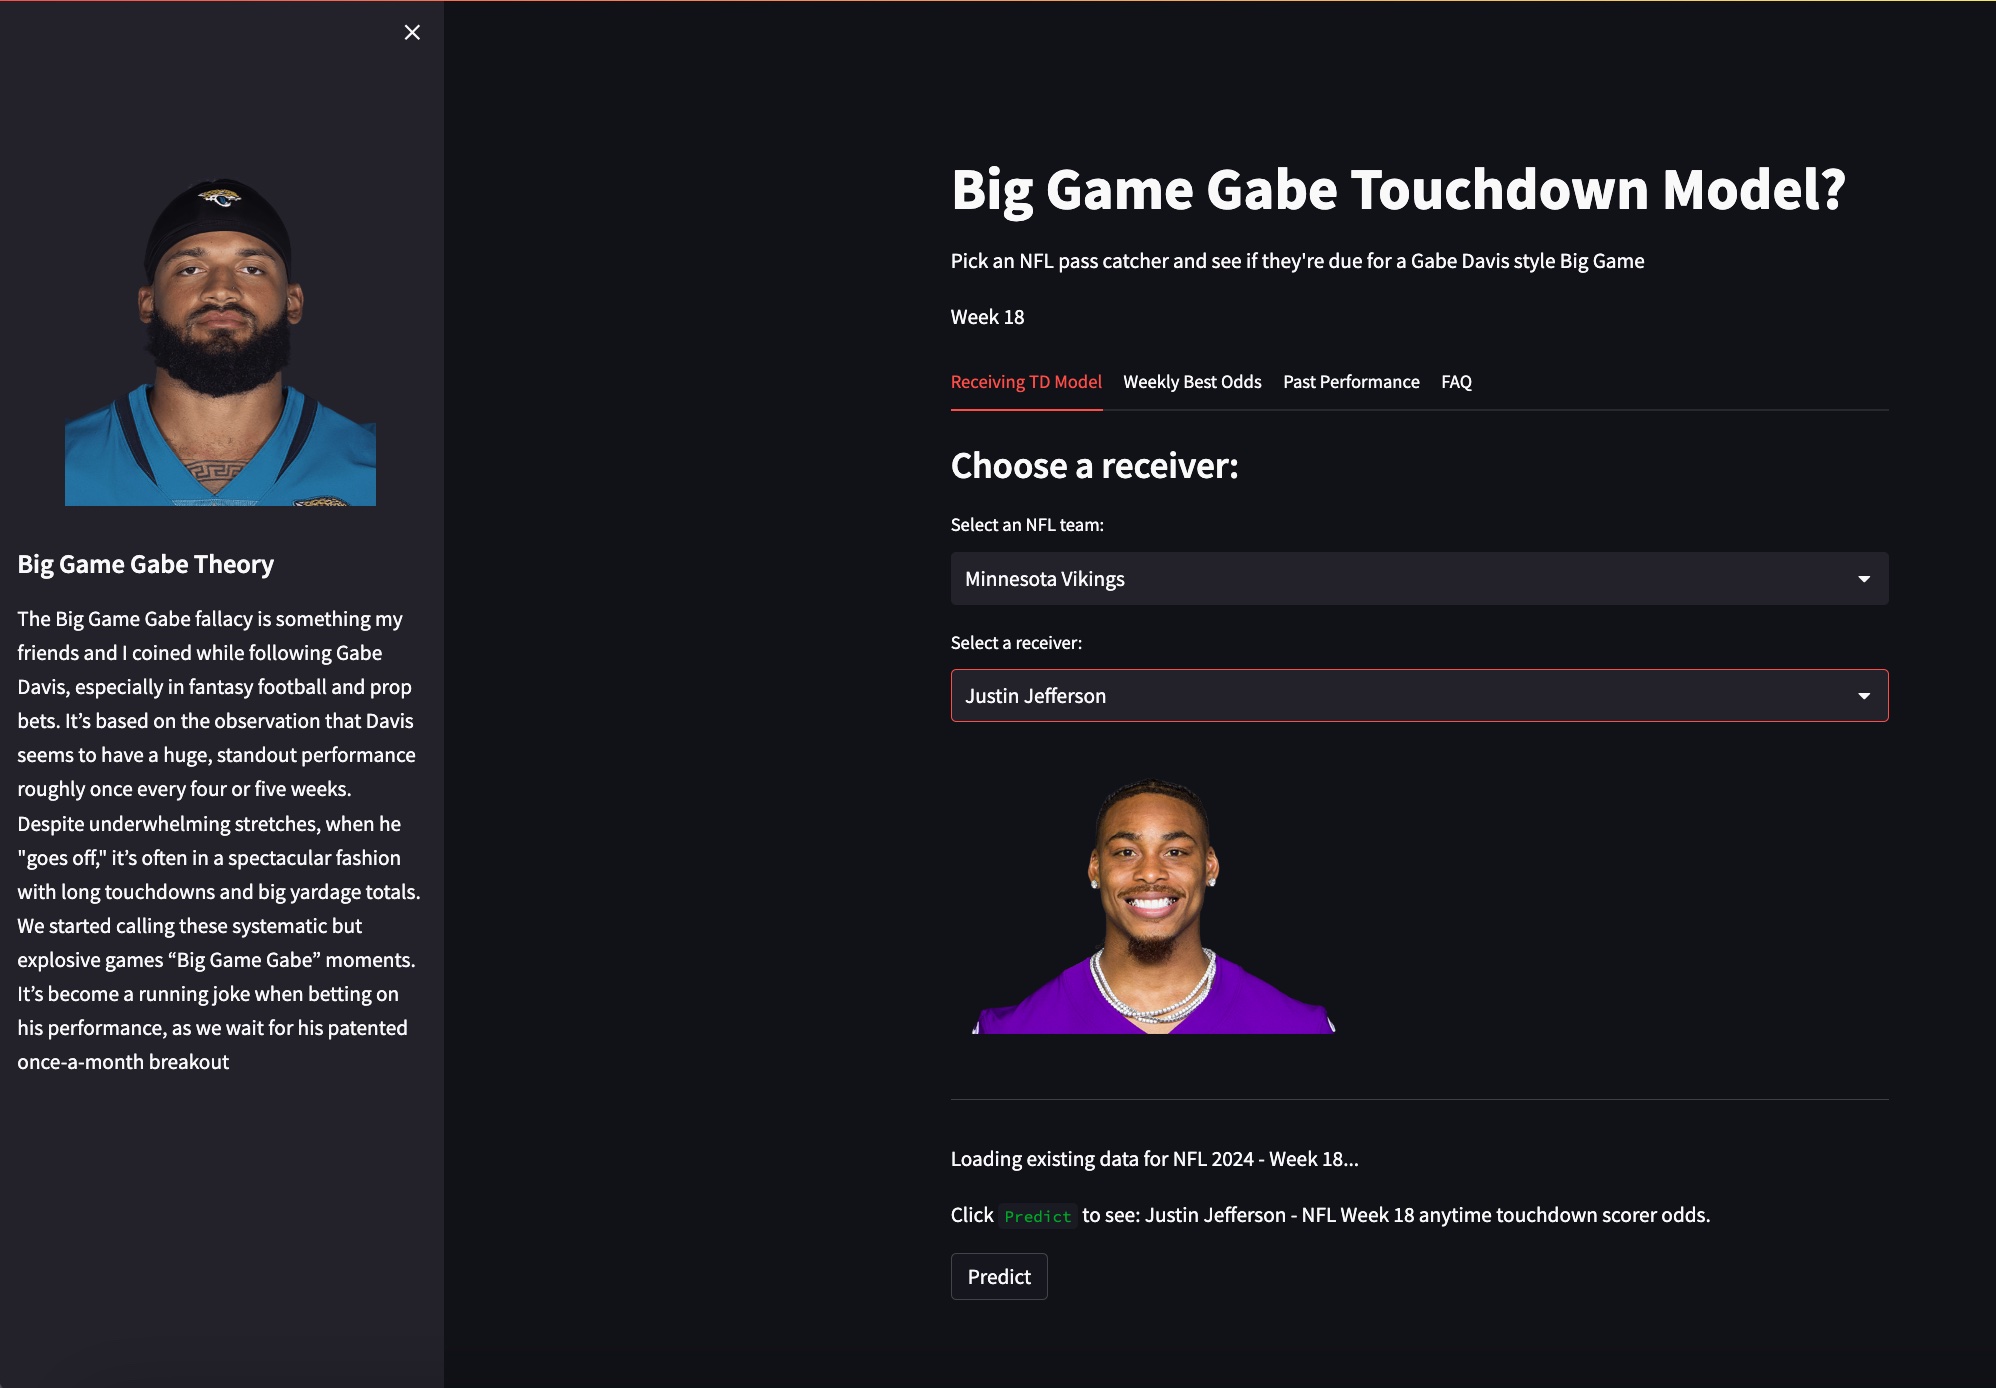 Big Game Gabe Theory
The Big Game Gabe fallacy is something my
friends and I coined while following Gabe
Davis, especially in fantasy football and prop
bets. It’s based on the observation that Davis
seems to have a huge, standout performance
roughly once every four or five weeks.
Despite underwhelming stretches, when he
"goes off," it’s often in a spectacular fashion
with long touchdowns and big yardage totals.
We started calling these systematic but
explosive games “Big Game Gabe” moments.
It’s become a running joke when betting on
his performance, as we wait for his patented
once-a-month breakout
Big Game Gabe Touchdown Model?
Pick an NFL pass catcher and see if they're due for a Gabe Davis style Big Game
Week 18
Receiving TD Model Weekly Best Odds Past Performance FAQ
Choose a receiver:
Select an NFL team:
Minnesota Vikings
Select a receiver:
Justin Jefferson
Loading existing data for NFL 2024 - Week 18...
Click Predict to see: Justin Jefferson - NFL Week 18 anytime touchdown scorer odds.
Predict